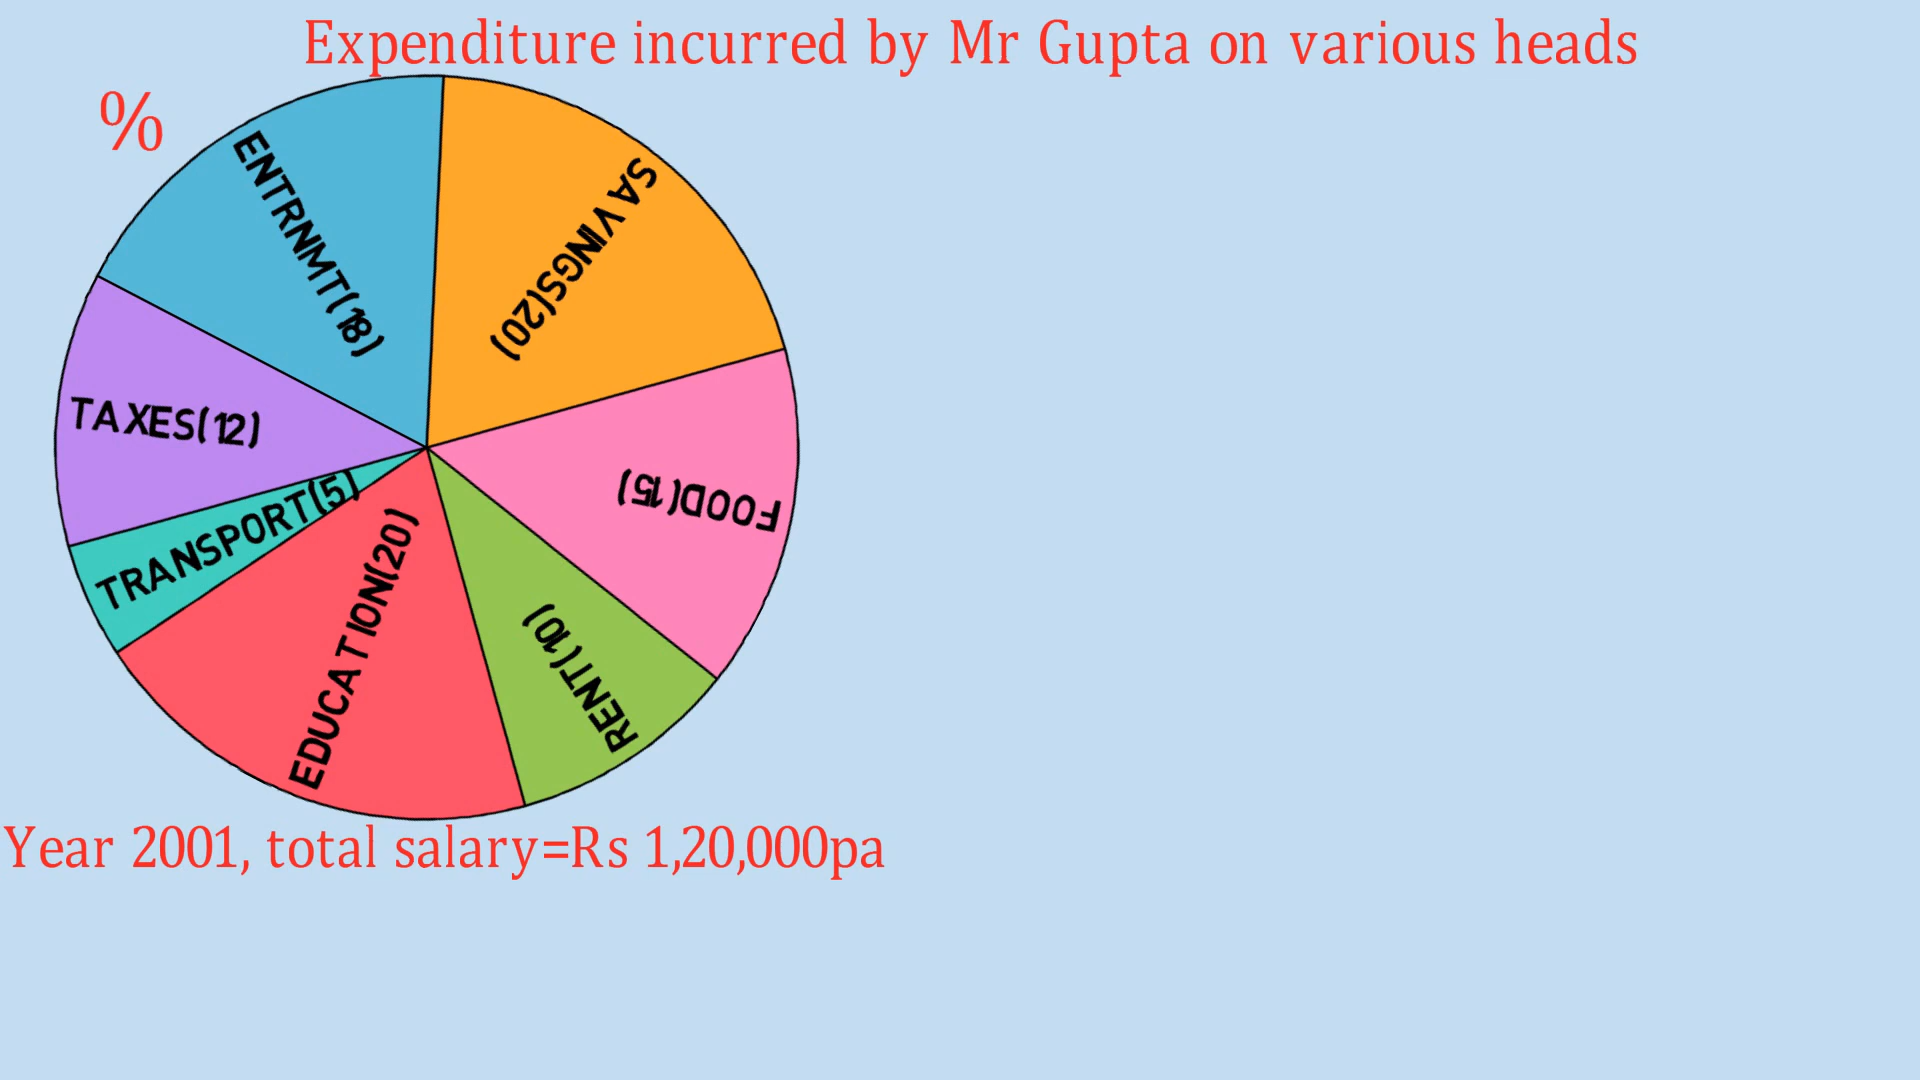 Expenditure incurred by Mr Gupta on various heads
%
ENTRNMT(18)
SAVINGS(20)
TAXES(12)
FOOD(15)
TRANSPORT(5)
EDUCATION(20)
RENT(10)
Year 2001, total salary=Rs 1,20,000pa